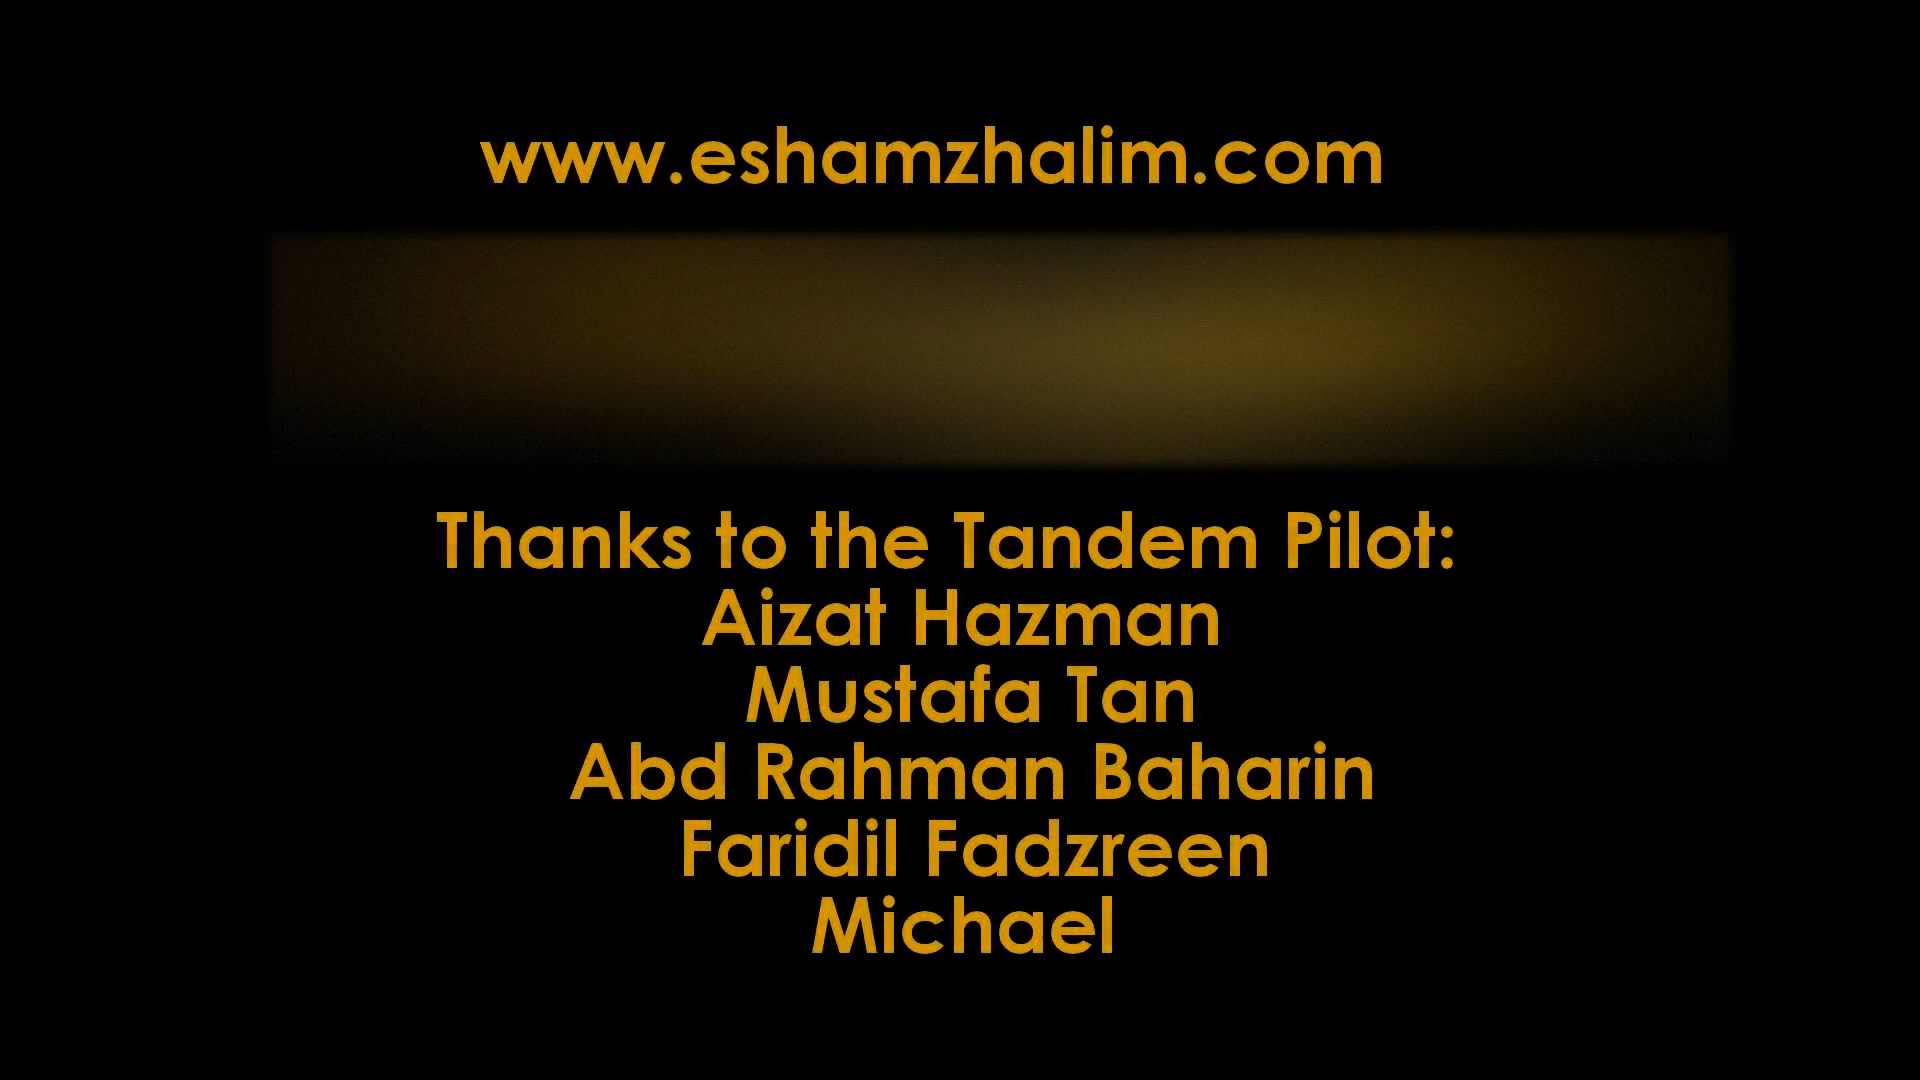 www.eshamzhalim.com
Thanks to the Tandem Pilot:
Aizat Hazman
Mustafa Tan
Abd Rahman Baharin
Faridil Fadzreen
Michael